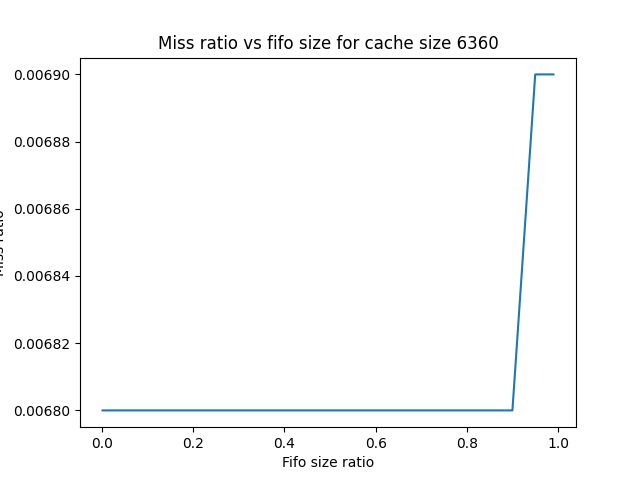 Miss ratio vs fifo size for cache size 6360
0.00690
0.00688
0.00686
0.00684
0.00682
0.00680
Miss ratio
0.0 0.2 0.4 0.6 0.8 1.0
Fifo size ratio